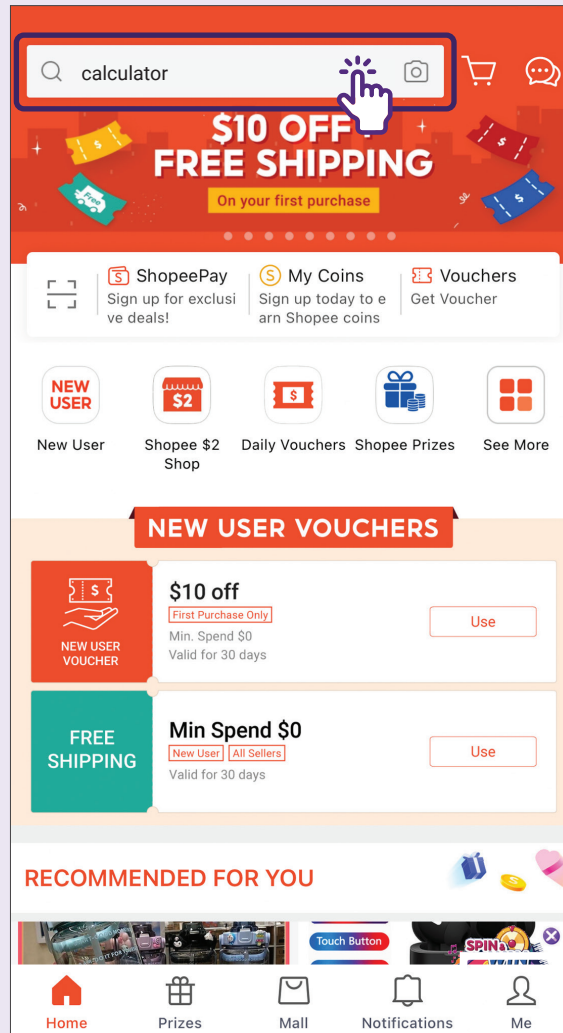 calculator
$10 OFF +
FREE SHIPPING
On your first purchase
Free
ShopeePay
Sign up for exclusi
ve deals!
My Coins
Sign up today to e
arn Shopee coins
Vouchers
Get Voucher
NEW
USER
$2
New User
Shopee $2
Shop
Daily Vouchers
Shopee Prizes
See More
NEW USER VOUCHERS
NEW USER
VOUCHER
$10 off
First Purchase Only
Min. Spend $0
Valid for 30 days
Use
FREE
SHIPPING
Min Spend $0
New User
All Sellers
Valid for 30 days
Use
RECOMMENDED FOR YOU
Touch Button
SPIN
WIN
Home
Prizes
Mall
Notifications
Me